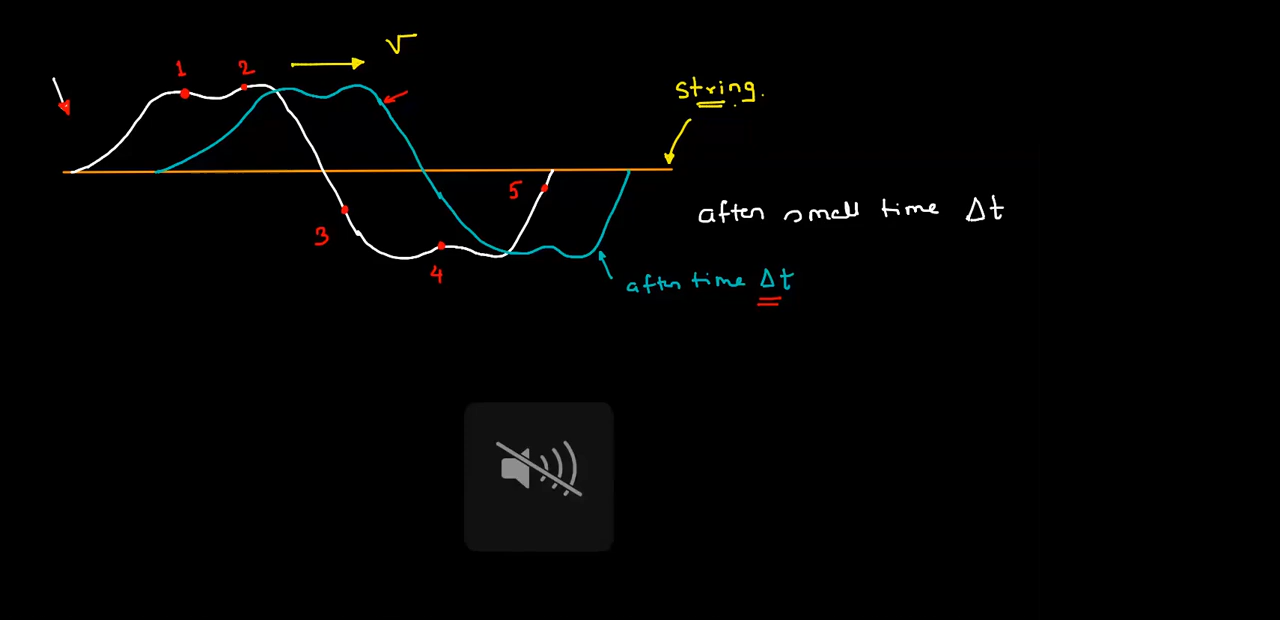 1
2
v
string.
5
after small time Δt
3
4
after time Δt